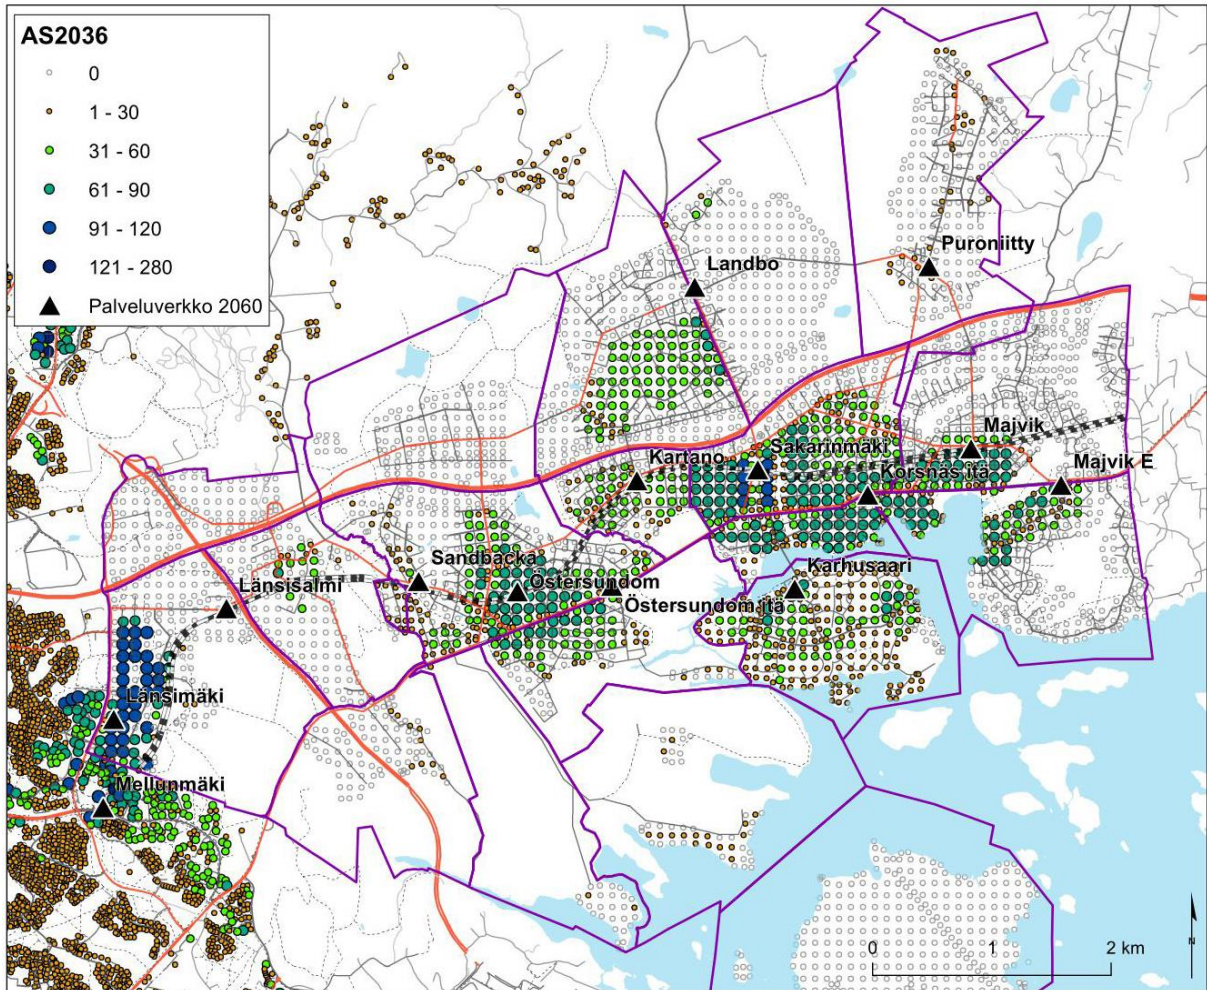 AS2036
0
1 - 30
31 - 60
61 - 90
91 - 120
121 - 280
Palveluverkko 2060
Puroniitty
Landbo
Majvik
Kartano
Sakarinmäki
Majvik E
Korsnäs itä
Sandbacka
Östersundom
Karhusaari
Länsisalmi
Östersundom itä
Länsimäki
Mellunmäki
0 1 2 km
N